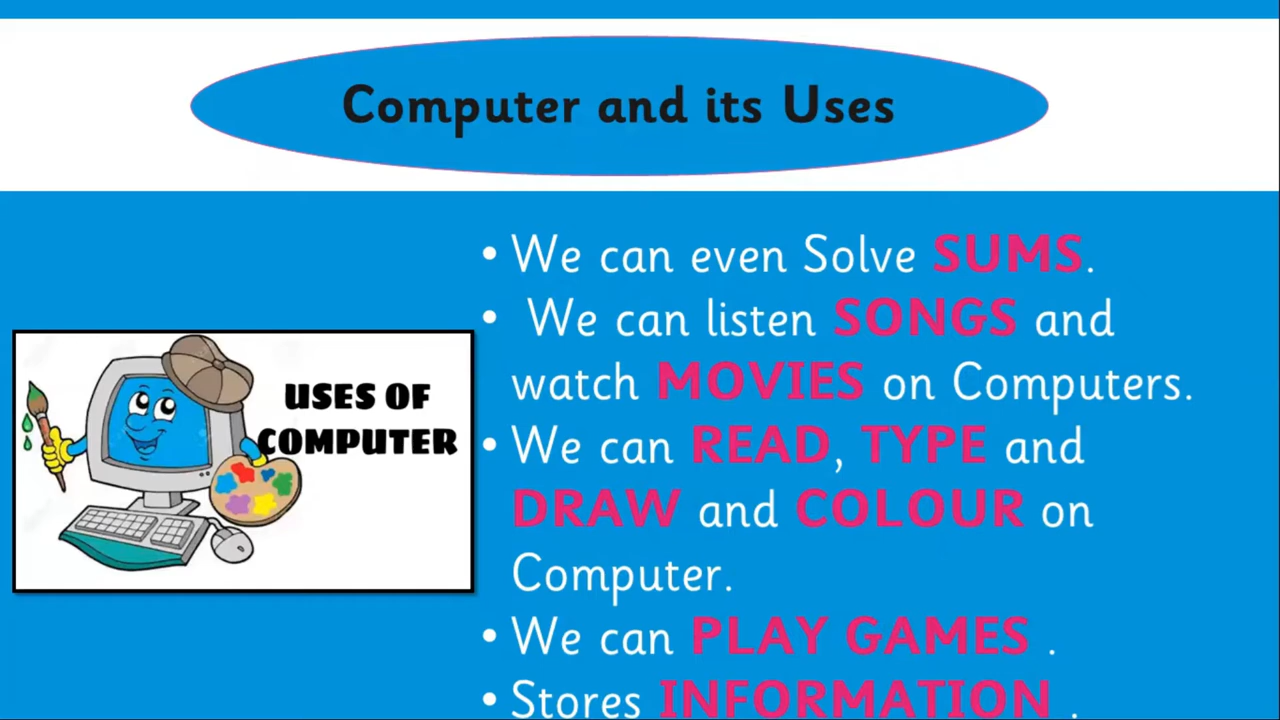 Computer and its Uses
USES OF
COMPUTER
• We can even Solve SUMS.
• We can listen SONGS and
watch MOVIES on Computers.
• We can READ, TYPE and
DRAW and COLOUR on
Computer.
• We can PLAY GAMES .
• Stores INFORMATION .